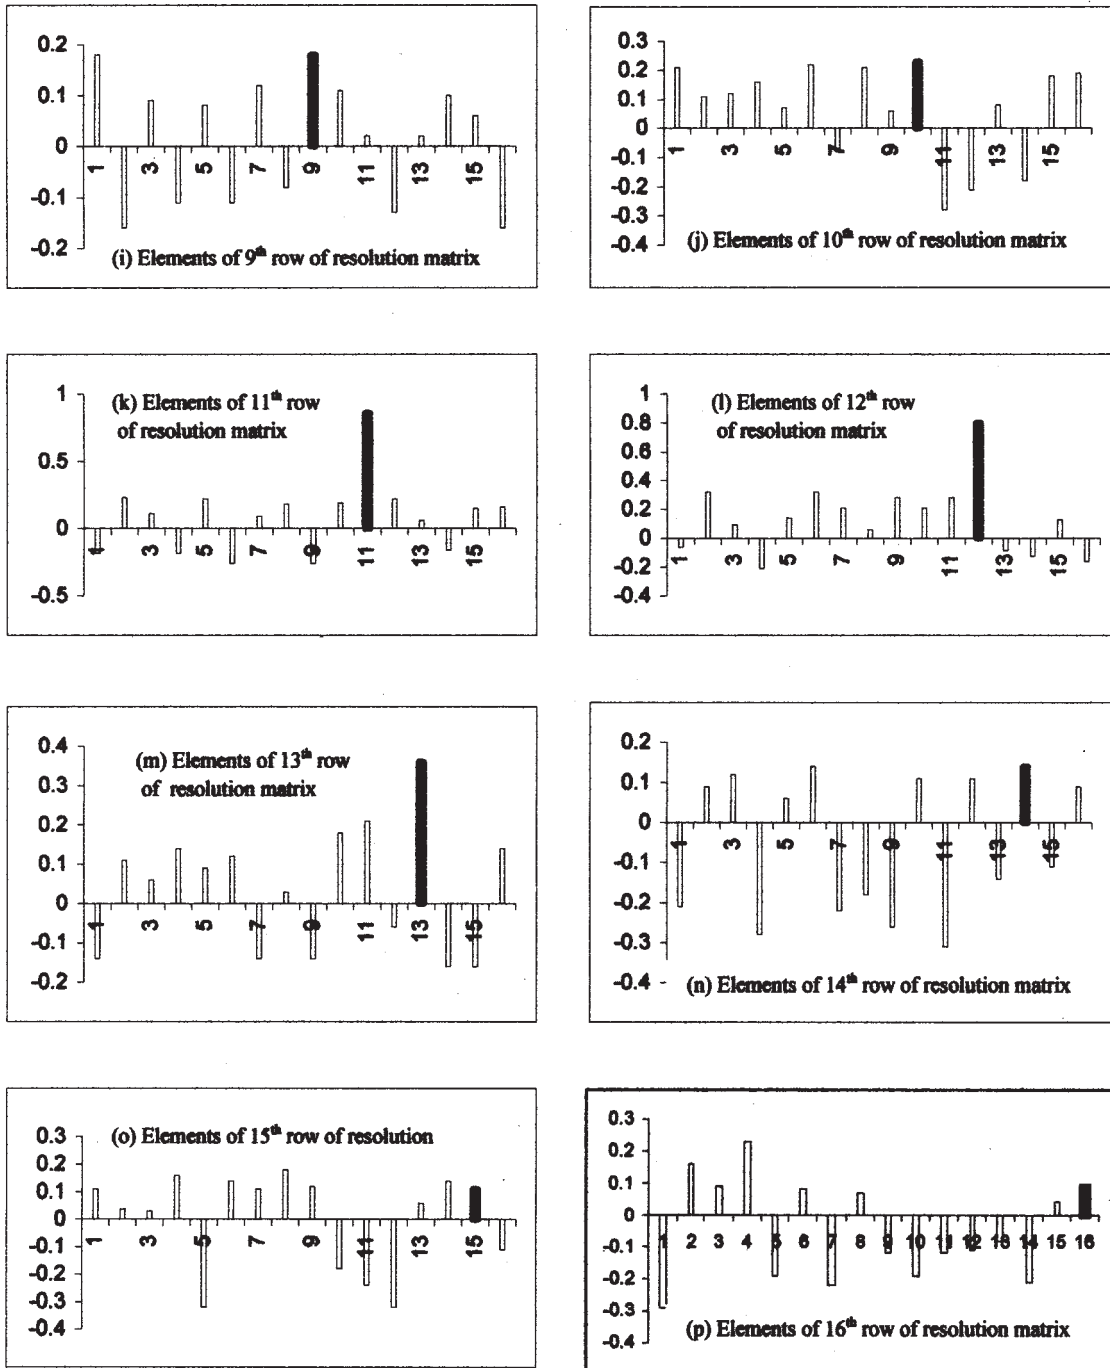 0.2
0.1
0
-0.1
-0.2
1 3 5 7 9 11 13 15
(i) Elements of 9th row of resolution matrix
0.3
0.2
0.1
0
-0.1
-0.2
-0.3
-0.4
1 3 5 7 9 11 13 15
(j) Elements of 10th row of resolution matrix
1
0.5
0
-0.5
(k) Elements of 11th row
of resolution matrix
1 3 5 7 9 11 13 15
1
0.8
0.6
0.4
0.2
0
-0.2
-0.4
(l) Elements of 12th row
of resolution matrix
1 3 5 7 9 11 13 15
0.4
0.3
0.2
0.1
0
-0.1
-0.2
(m) Elements of 13th row
of resolution matrix
1 3 5 7 9 11 13 15
0.2
0.1
0
-0.1
-0.2
-0.3
-0.4
1 3 5 7 9 11 13 15
(n) Elements of 14th row of resolution matrix
0.3
0.2
0.1
0
-0.1
-0.2
-0.3
-0.4
(o) Elements of 15th row of resolution
1 3 5 7 9 11 13 15
0.3
0.2
0.1
0
-0.1
-0.2
-0.3
-0.4
1 2 3 4 5 6 7 8 9 10 11 12 13 14 15 16
(p) Elements of 16th row of resolution matrix